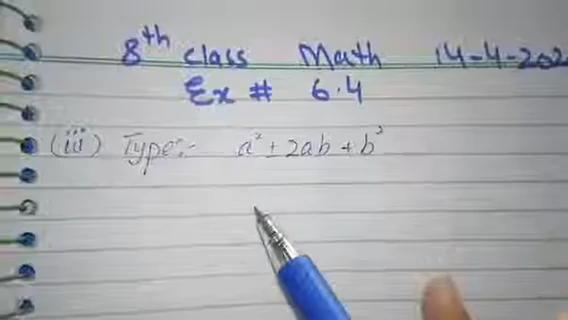 8th class Math 14-4-202
Ex # 6.4
(iii) Type:- a² ± 2ab + b²